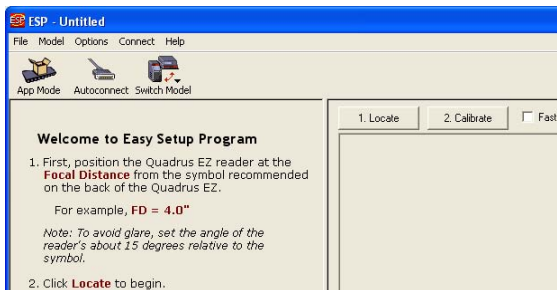 ESP ESP - Untitled
File Model Options Connect Help
App Mode Autoconnect Switch Model
1. Locate 2. Calibrate Fast
Welcome to Easy Setup Program
1. First, position the Quadrus EZ reader at the
Focal Distance from the symbol recommended
on the back of the Quadrus EZ.
For example, FD = 4.0"
Note: To avoid glare, set the angle of the
reader's about 15 degrees relative to the
symbol.
2. Click Locate to begin.